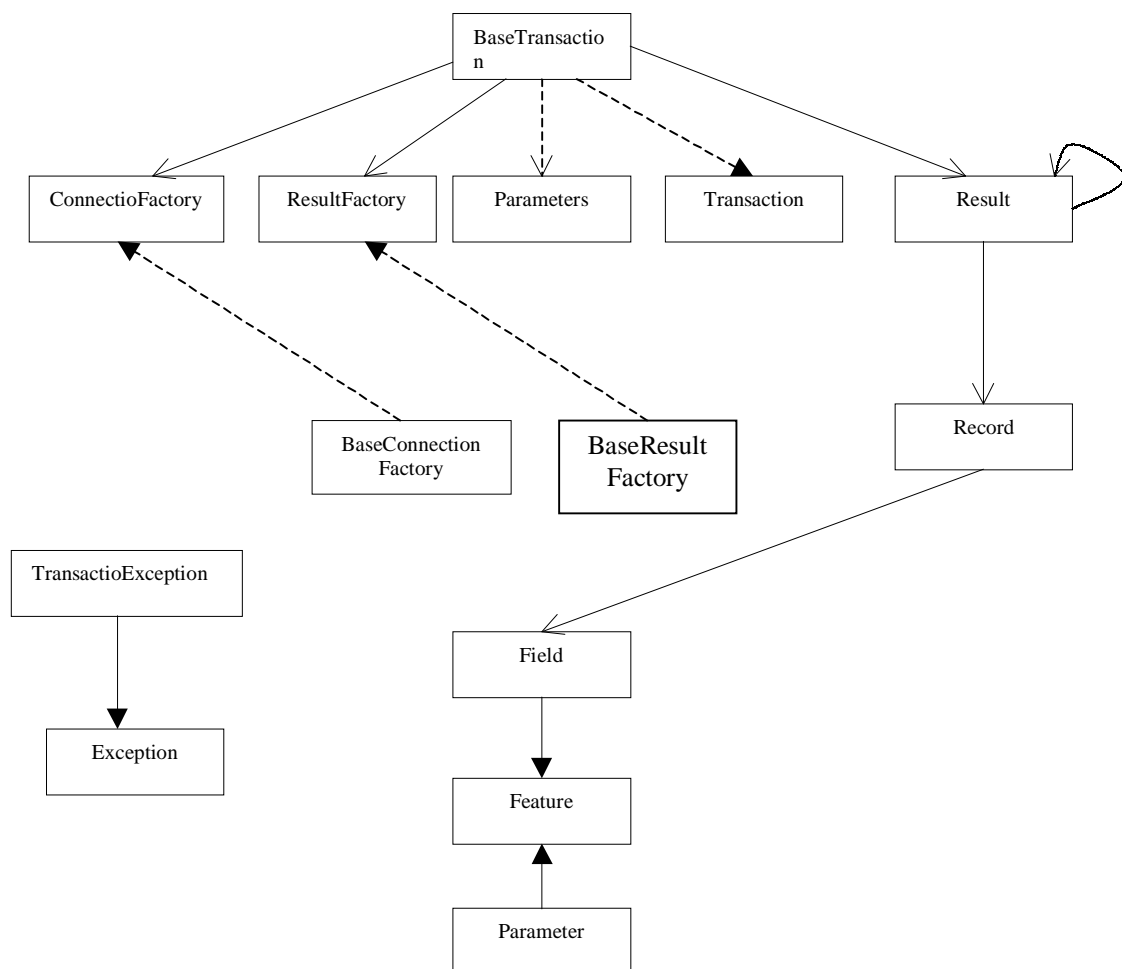 BaseTransactio
n
ConnectioFactory
ResultFactory
Parameters
Transaction
Result
BaseConnection
Factory
BaseResult
Factory
Record
TransactioException
Field
Exception
Feature
Parameter